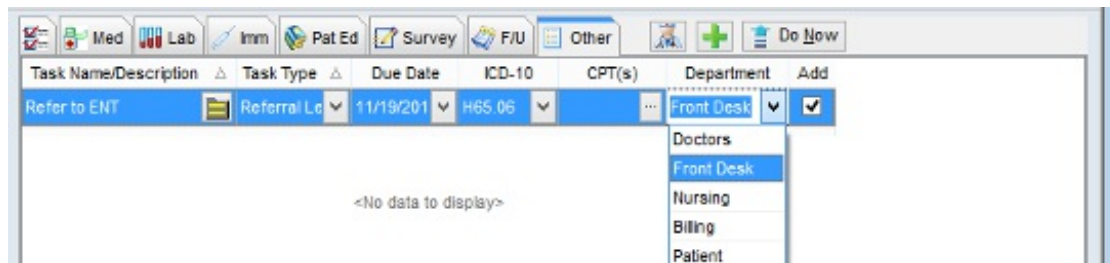 Med Lab Imm Pat Ed Survey F/U Other Do Now
Task Name/Description Task Type Due Date ICD-10 CPT(s) Department Add
Refer to ENT Referral Le 11/19/201 H65.06 ... Front Desk
Doctors
Front Desk
Nursing
<No data to display>
Billing
Patient